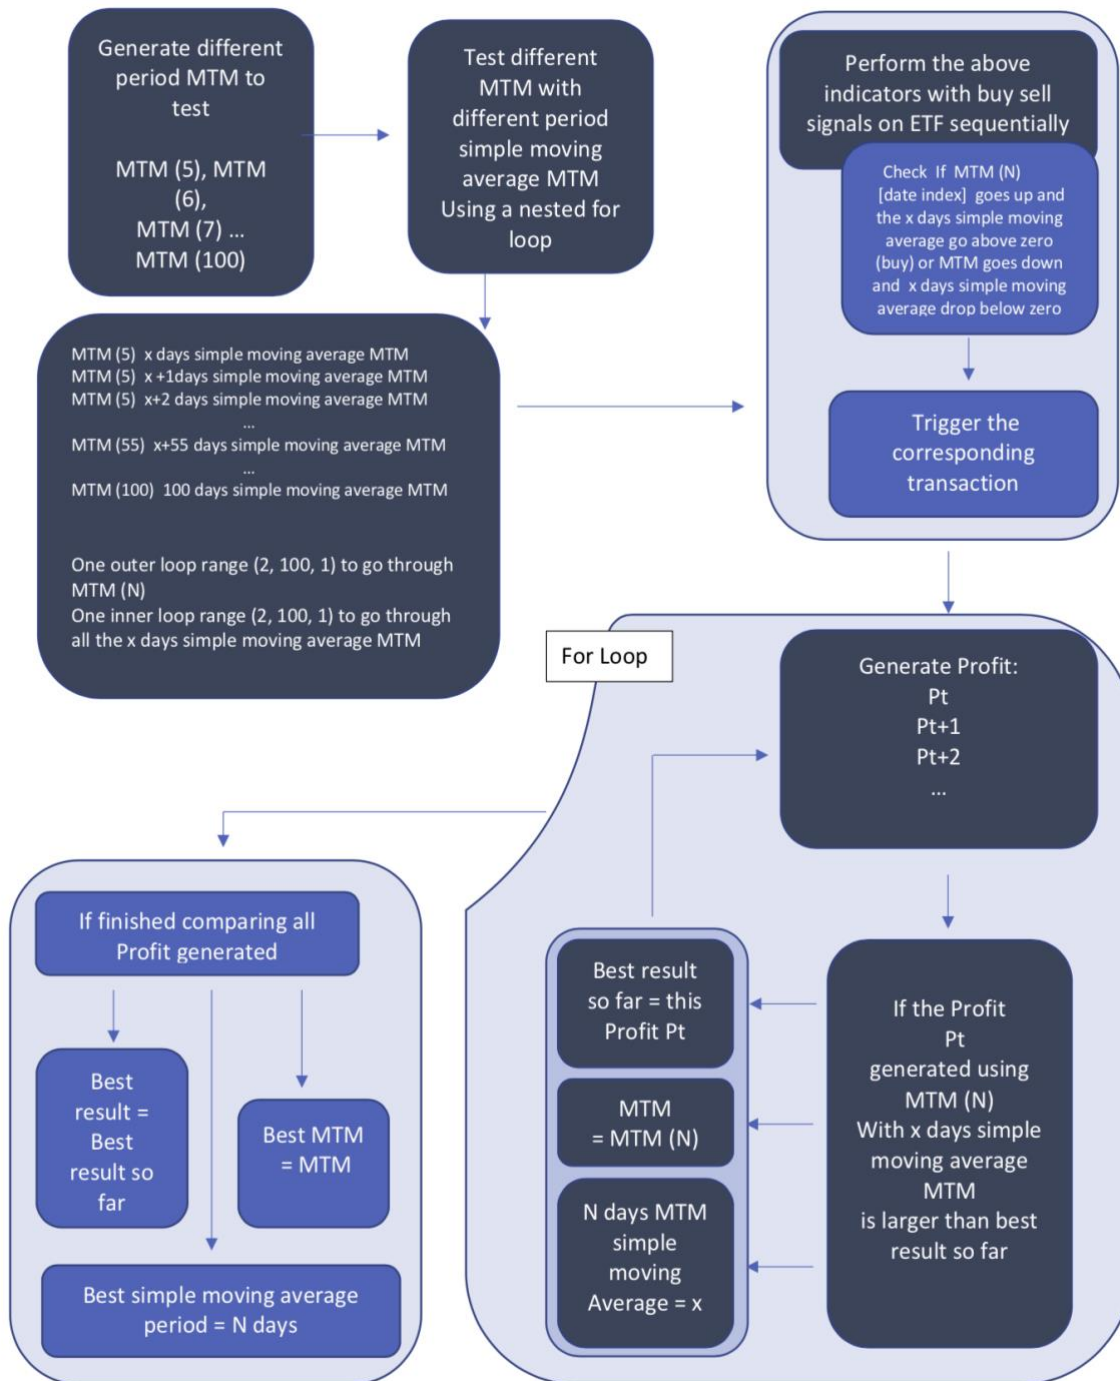 Generate different
period MTM to
test
MTM (5), MTM
(6),
MTM (7) ...
MTM (100)
Test different
MTM with
different period
simple moving
average MTM
Using a nested for
loop
Perform the above
indicators with buy sell
signals on ETF sequentially
Check If MTM (N)
[date index] goes up and
the x days simple moving
average go above zero
(buy) or MTM goes down
and x days simple moving
average drop below zero
Trigger the
corresponding
transaction
MTM (5) x days simple moving average MTM
MTM (5) x +1days simple moving average MTM
MTM (5) x+2 days simple moving average MTM
...
MTM (55) x+55 days simple moving average MTM
...
MTM (100) 100 days simple moving average MTM
One outer loop range (2, 100, 1) to go through
MTM (N)
One inner loop range (2, 100, 1) to go through
all the x days simple moving average MTM
For Loop
Generate Profit:
Pt
Pt+1
Pt+2
...
If the Profit
Pt
generated using
MTM (N)
With x days simple
moving average
MTM
is larger than best
result so far
Best result
so far = this
Profit Pt
MTM
= MTM (N)
N days MTM
simple
moving
Average = x
If finished comparing all
Profit generated
Best
result =
Best
result so
far
Best MTM
= MTM
Best simple moving average
period = N days